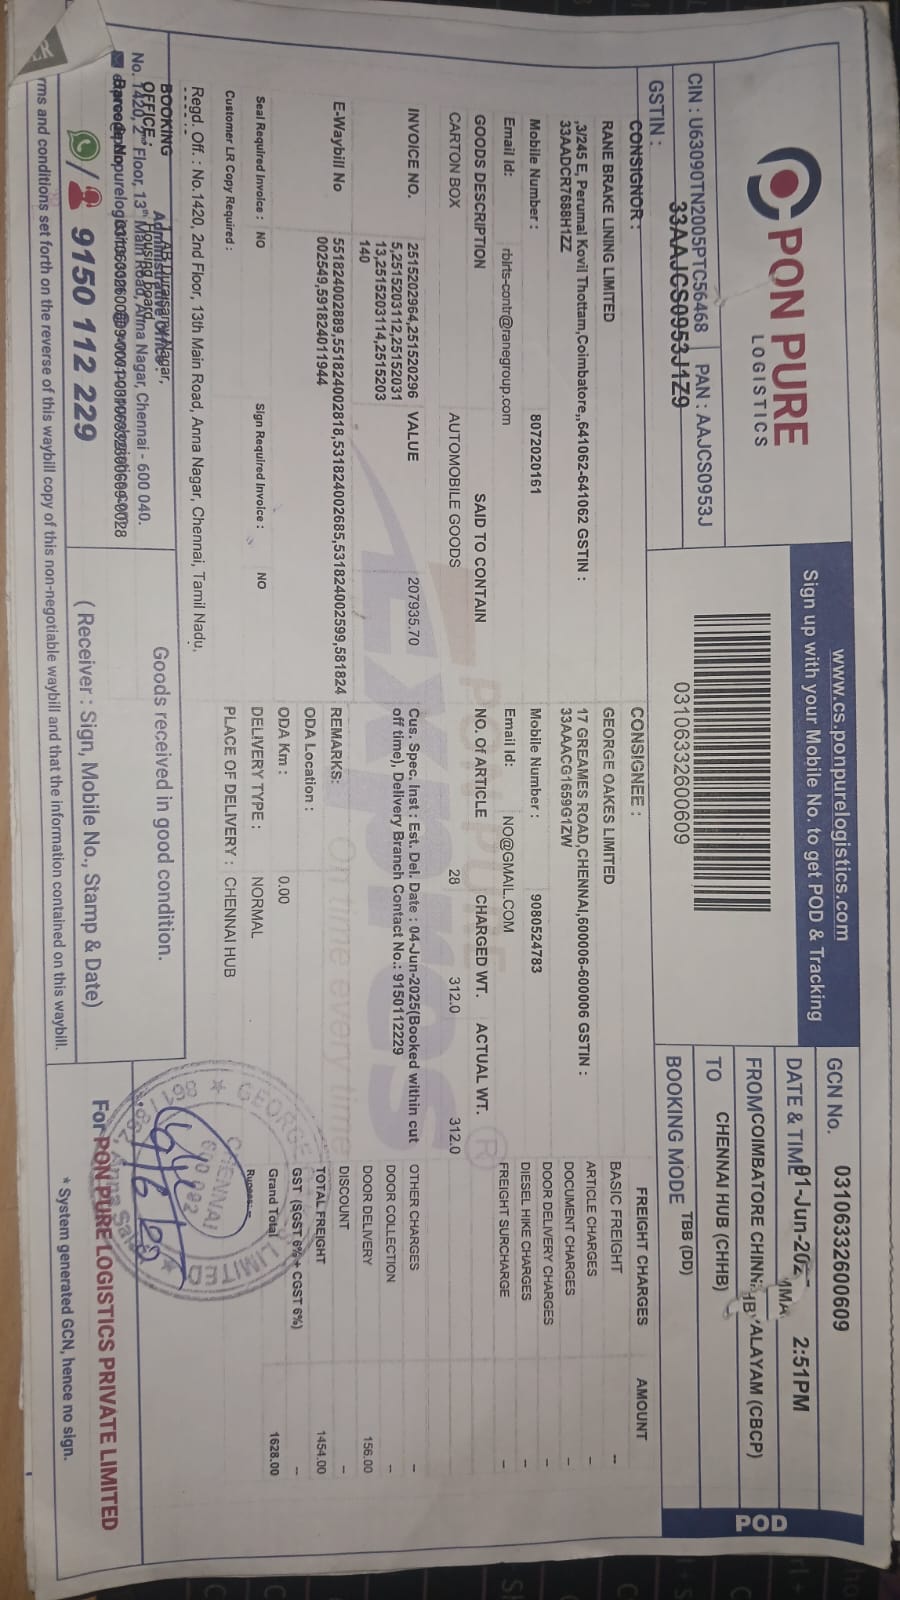 PON PURE
LOGISTICS
www.cs.ponpurelogistics.com
Sign up with your Mobile No. to get POD & Tracking
GCN No. 03106332600609
DATE & TIME 01-Jun-202 2:51PM
FROM COIMBATORE CHINN ALAYAM (CBCP)
TO CHENNAI HUB (CHHB)
BOOKING MODE TBB (DD)
POD
CIN : U63090TN2005PTC56468 PAN : AAJCS0953J
GSTIN : 33AAJCS0953J1Z9
03106332600609
CONSIGNOR :
RANE BRAKE LINING LIMITED
,3/245 E, Perumal Kovil Thottam,Coimbatore,,641062-641062 GSTIN :
33AADCR7688H1ZZ
Mobile Number : 8072020161
Email Id: rbirts-contr@ranegroup.com
CONSIGNEE :
GEORGE OAKES LIMITED
17 GREAMES ROAD,CHENNAI,600006-600006 GSTIN :
33AAACG1659G1ZW
Mobile Number : 9080524783
Email Id: NO@GMAIL.COM
GOODS DESCRIPTION SAID TO CONTAIN NO. Of ARTICLE CHARGED WT. ACTUAL WT.
CARTON BOX AUTOMOBILE GOODS 28 312.0 312.0
INVOICE NO. 2515202964,251520296
5,2515203112,25152031
13,2515203114,2515203
140
VALUE 207935.70
Cus. Spec. Inst : Est. Del. Date : 04-Jun-2025(Booked within cut
off time), Delivery Branch Contact No.: 9150112229
E-Waybill No 551824002889,551824002818,531824002685,531824002599,581824
002549,591824011944
REMARKS:
ODA Location :
ODA Km : 0.00
Seal Required Invoice : NO Sign Required Invoice : NO
DELIVERY TYPE : NORMAL
Customer LR Copy Required :
PLACE OF DELIVERY : CHENNAI HUB
FREIGHT CHARGES AMOUNT
BASIC FREIGHT --
ARTICLE CHARGES –
DOCUMENT CHARGES –
DOOR DELIVERY CHARGES –
DIESEL HIKE CHARGES –
FREIGHT SURCHARGE –
OTHER CHARGES –
DOOR COLLECTION –
DOOR DELIVERY 156.00
DISCOUNT –
TOTAL FREIGHT 1454.00
GST (SGST 6% + CGST 6%) --
Grand Total 1628.00
PON PURE
EXPRESS
on time every time
Regd. Off. : No.1420, 2nd Floor, 13th Main Road, Anna Nagar, Chennai, Tamil Nadu.
BOOKING
OFFICE :
No. 1420, 2nd Floor, 13th Main Road, Anna Nagar, Chennai - 600 040.
9150 112 229
Goods received in good condition.
( Receiver : Sign, Mobile No., Stamp & Date)
GEORGE
LIMITED
CHENNAI
For PON PURE LOGISTICS PRIVATE LIMITED
* System generated GCN, hence no sign.
rms and conditions set forth on the reverse of this waybill copy of this non-negotiable waybill and that the information contained on this waybill.